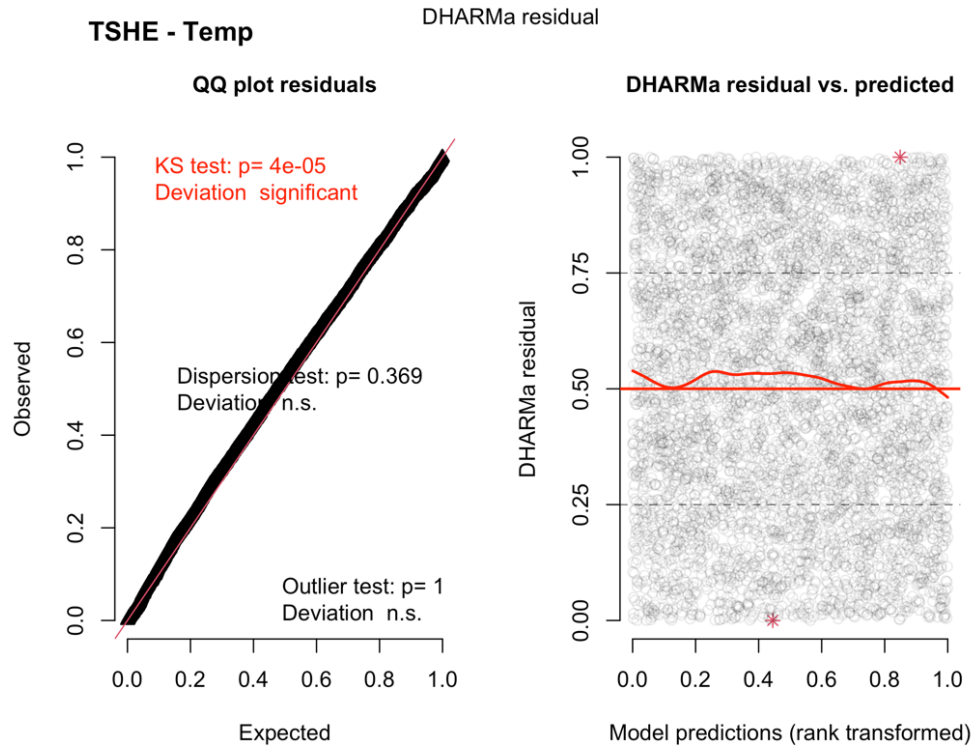 DHARMa residual
TSHE - Temp
QQ plot residuals
KS test: p= 4e-05
Deviation  significant
Dispersion test: p= 0.369
Deviation  n.s.
Outlier test: p= 1
Deviation  n.s.
Observed
0.0 0.2 0.4 0.6 0.8 1.0
0.0 0.2 0.4 0.6 0.8 1.0
Expected
DHARMa residual vs. predicted
DHARMa residual
0.00 0.25 0.50 0.75 1.00
0.0 0.2 0.4 0.6 0.8 1.0
Model predictions (rank transformed)